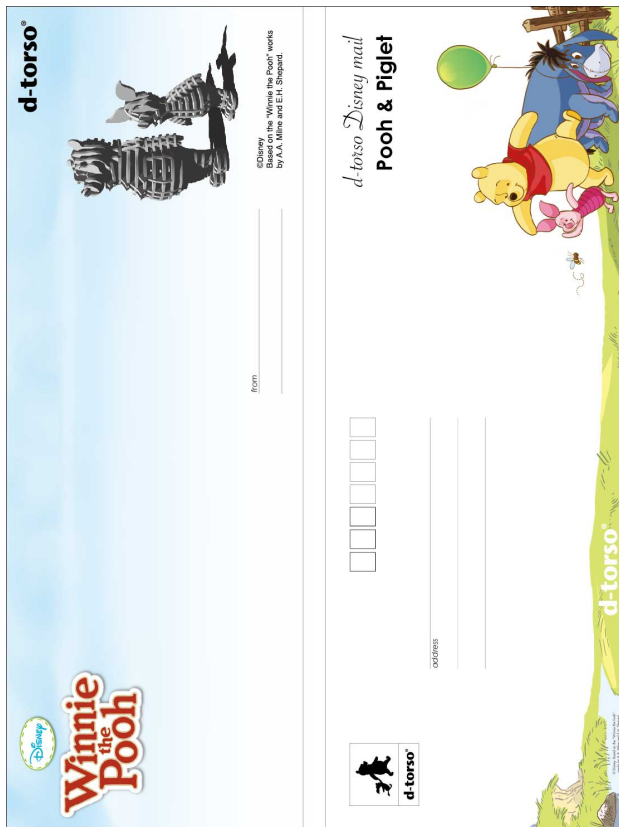 Disney
Winnie
the
Pooh
d-torso®
©Disney
Based on the "Winnie the Pooh" works
by A.A. Milne and E.H. Shepard.
from
d-torso®
d-torso Disney mail
Pooh & Piglet
address
d-torso®